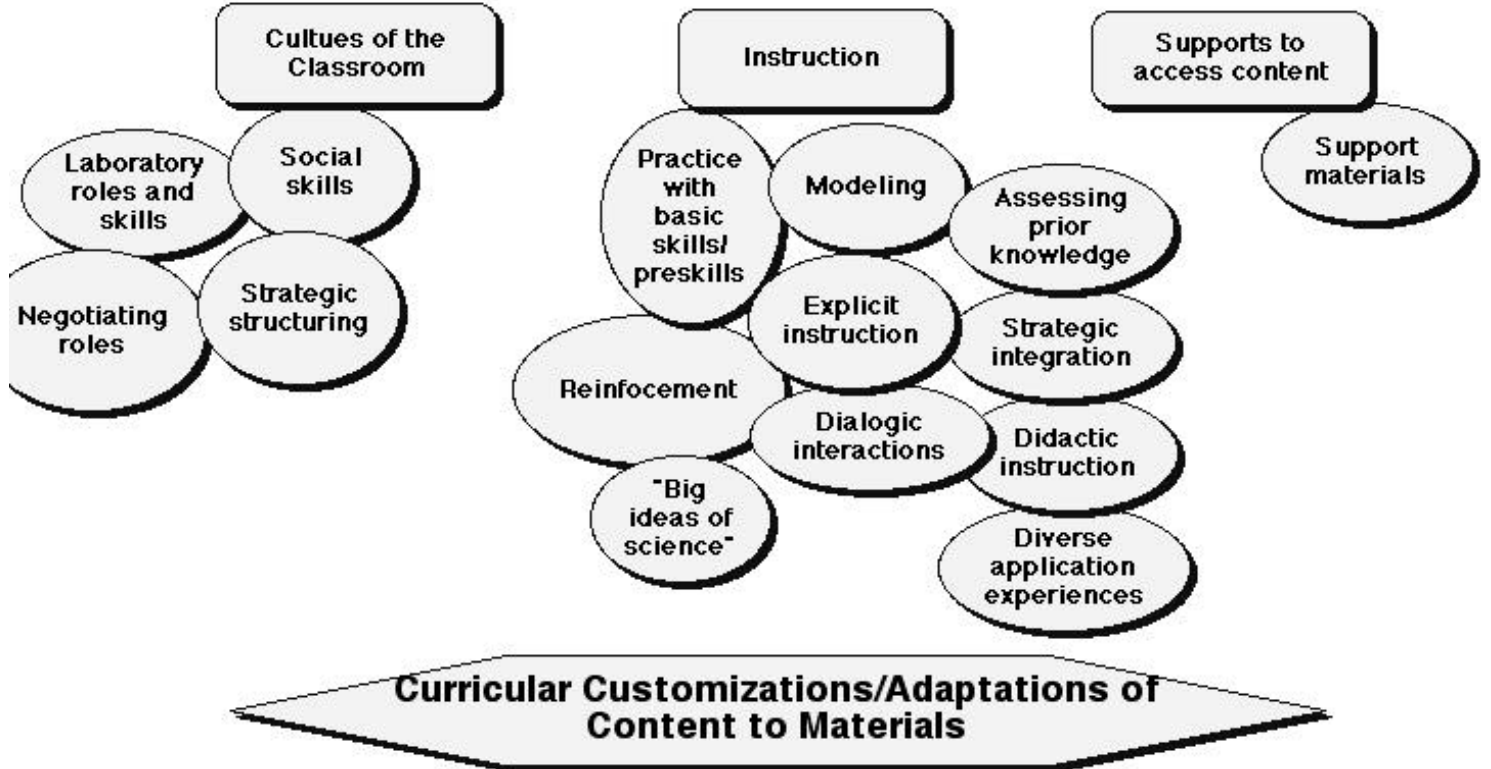 Cultues of the
Classroom
Instruction
Supports to
access content
Laboratory
roles and
skills
Social
skills
Negotiating
roles
Strategic
structuring
Practice
with
basic
skills/
preskills
Modeling
Assessing
prior
knowledge
Explicit
instruction
Strategic
integration
Reinfocement
Dialogic
interactions
Didactic
instruction
"Big
ideas of
science"
Diverse
application
experiences
Support
materials
Curricular Customizations/Adaptations of
Content to Materials